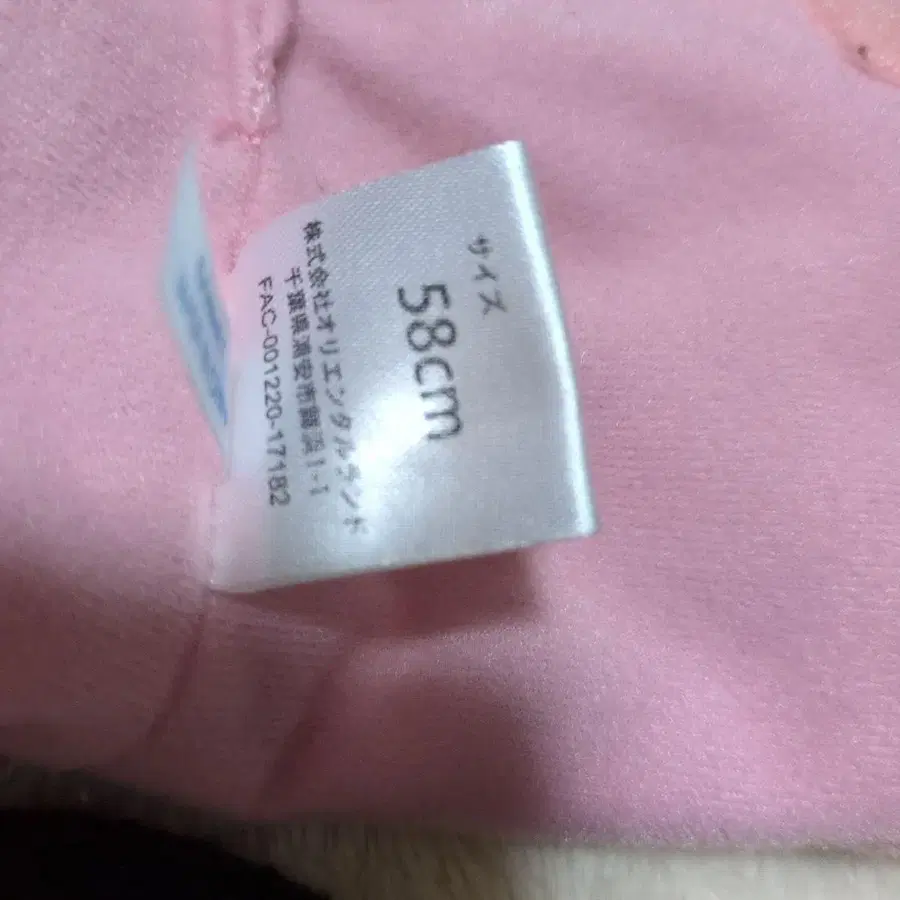 サイズ
58cm
株式会社オリエンタルランド
千葉県浦安市舞浜1-1
FAC-001220-17182